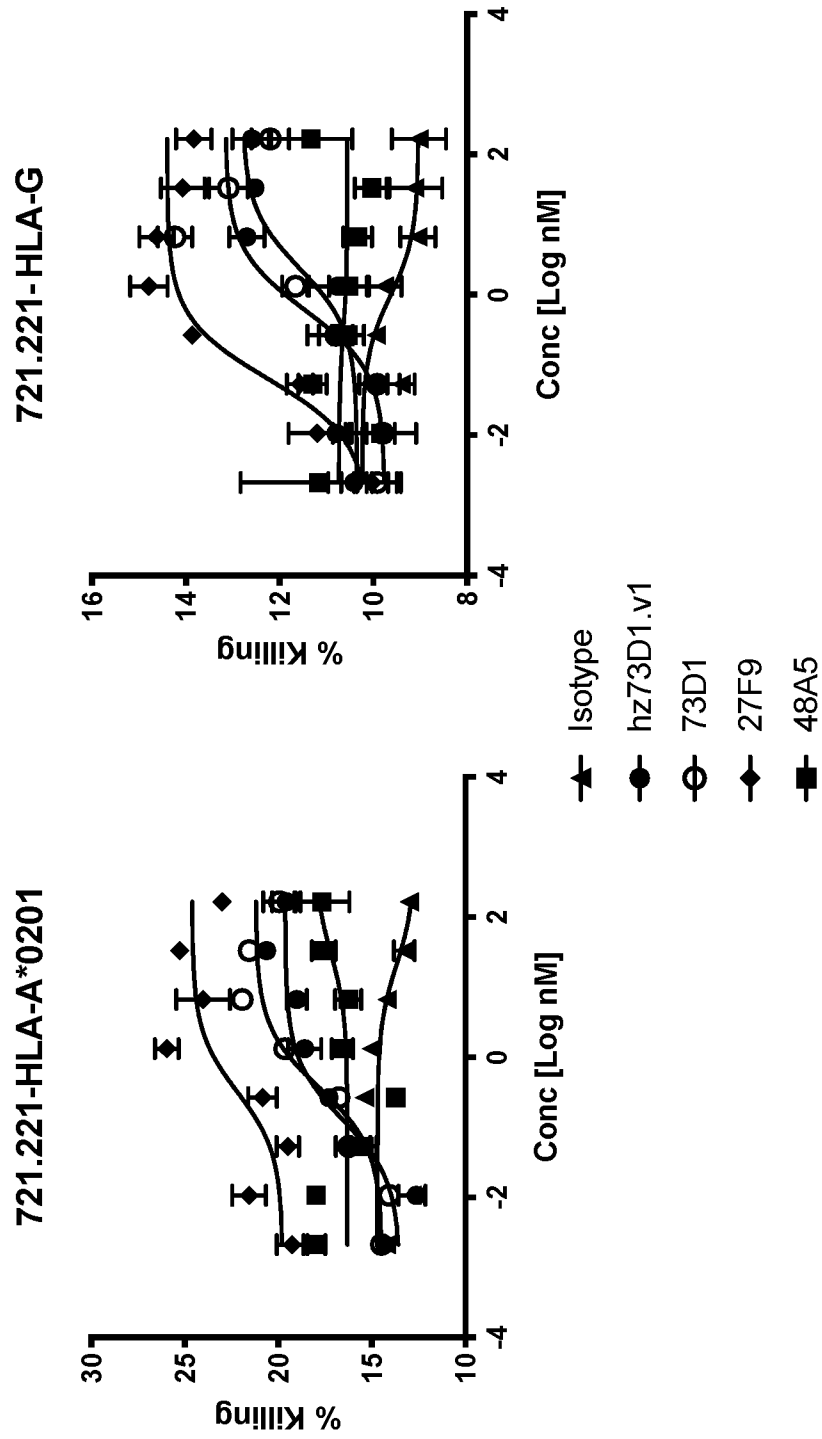 721.221-HLA-A*0201
% Killing
30
25
20
15
10
-4
-2
0
2
4
Conc [Log nM]
721.221- HLA-G
% Killing
16
14
12
10
8
-4
-2
0
2
4
Conc [Log nM]
Isotype
hz73D1.v1
73D1
27F9
48A5